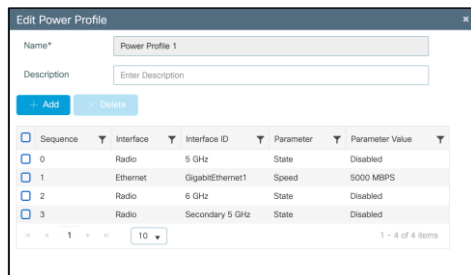 Edit Power Profile
Name* Power Profile 1
Description Enter Description
+ Add × Delete
Sequence Interface Interface ID Parameter Parameter Value
0 Radio 5 GHz State Disabled
1 Ethernet GigabitEthernet1 Speed 5000 MBPS
2 Radio 6 GHz State Disabled
3 Radio Secondary 5 GHz State Disabled
1 10 1 - 4 of 4 items